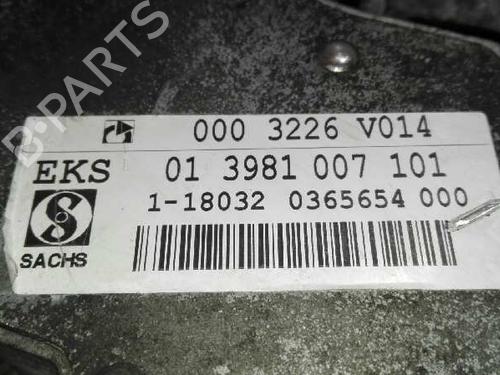 B-PARTS
000 3226 V014
EKS 01 3981 007 101
1-18032 0365654 000
SACHS